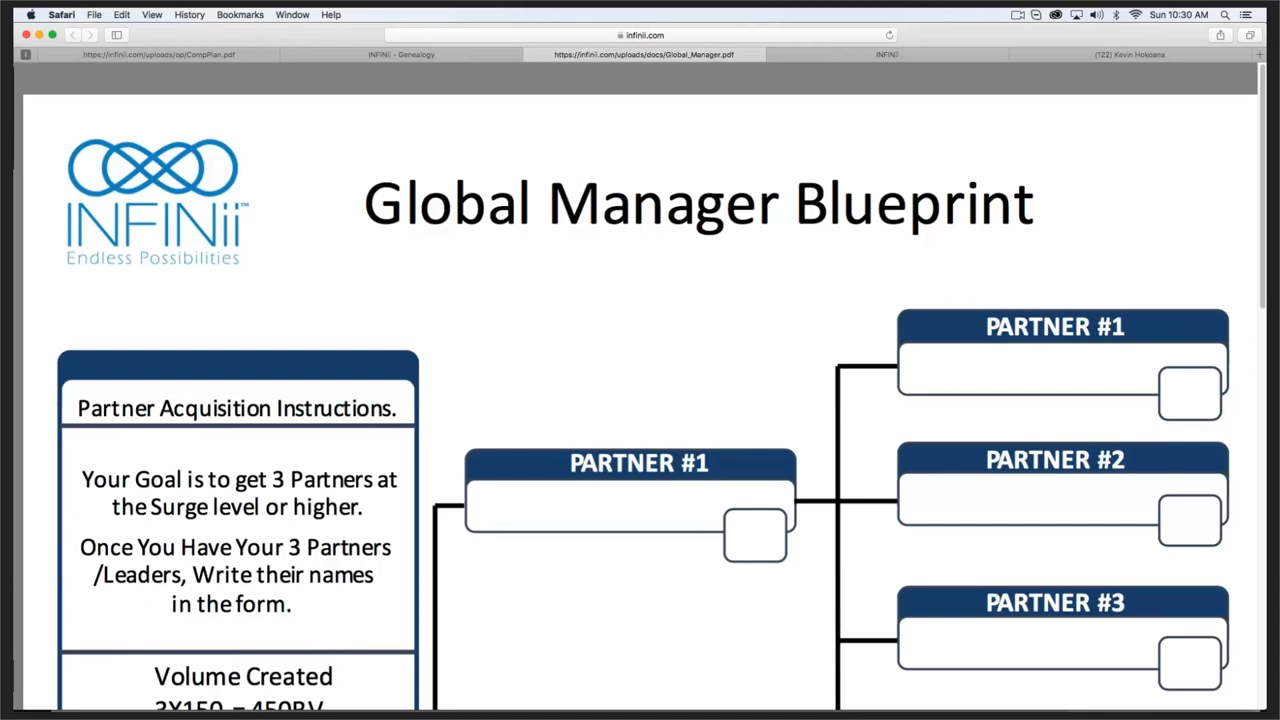 Safari File Edit View History Bookmarks Window Help Sun 10:30 AM
infinii.com
https://infinii.com/uploads/op/CompPlan.pdf INFINii - Genealogy https://infinii.com/uploads/docs/Global_Manager.pdf INFINii (122) Kevin Hokoana
INFINii™
Endless Possibilities
Global Manager Blueprint
Partner Acquisition Instructions.
Your Goal is to get 3 Partners at
the Surge level or higher.
Once You Have Your 3 Partners
/Leaders, Write their names
in the form.
Volume Created
3X150 = 450BV
PARTNER #1
PARTNER #1
PARTNER #2
PARTNER #3